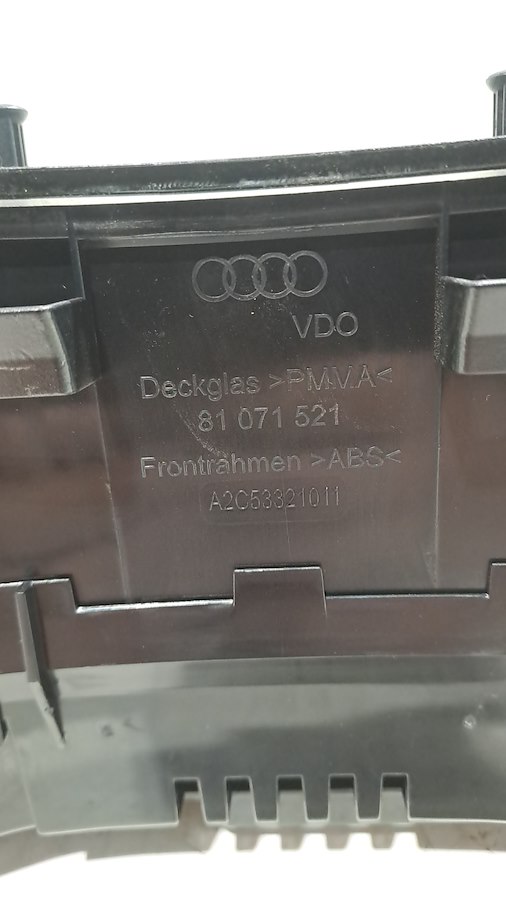 VDO
Deckglas >PMMA<
81 071 521
Frontrahmen >ABS<
A2C53321011